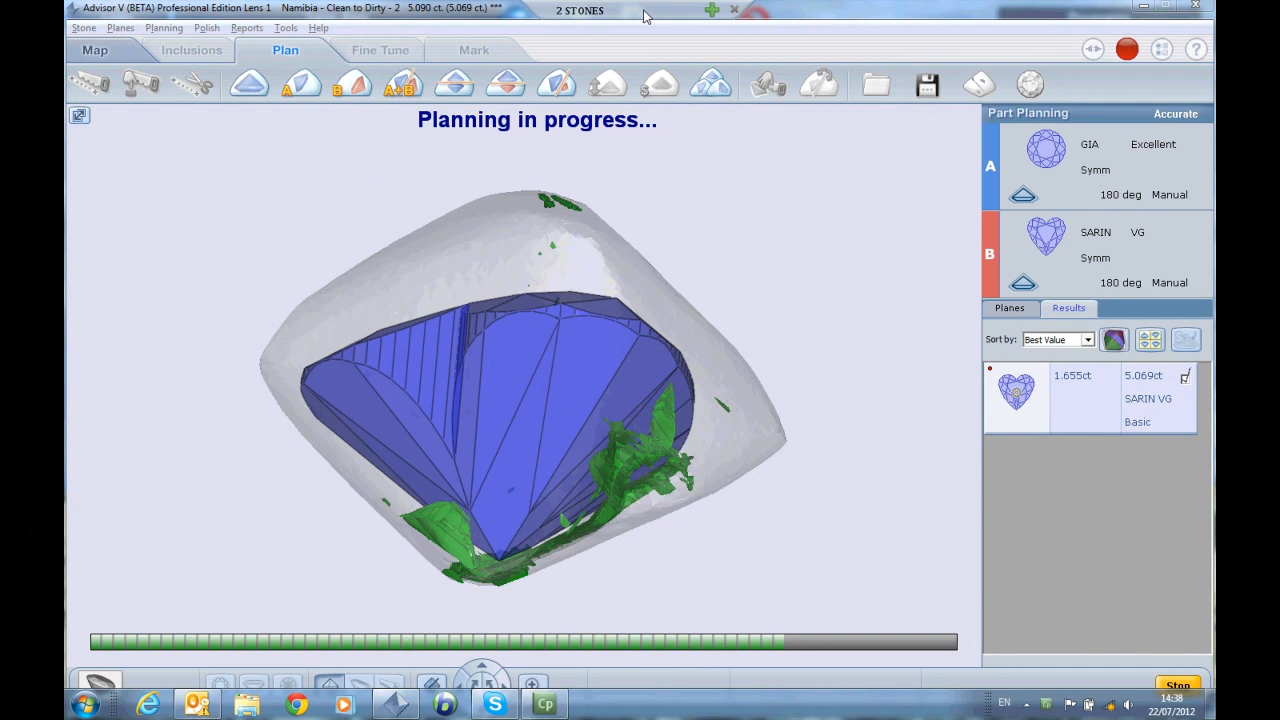 Advisor V (BETA) Professional Edition Lens 1 Namibia - Clean to Dirty - 2 5.090 ct. (5.069 ct.) ***
2 STONES
Stone Planes Planning Polish Reports Tools Help
Map Inclusions Plan Fine Tune Mark
A B A+B $
Planning in progress...
Part Planning Accurate
A
GIA Excellent
Symm
180 deg Manual
B
SARIN VG
Symm
180 deg Manual
Planes Results
Sort by: Best Value
1.655ct 5.069ct
SARIN VG
Basic
Stop
Cp
EN
14:38
22/07/2012